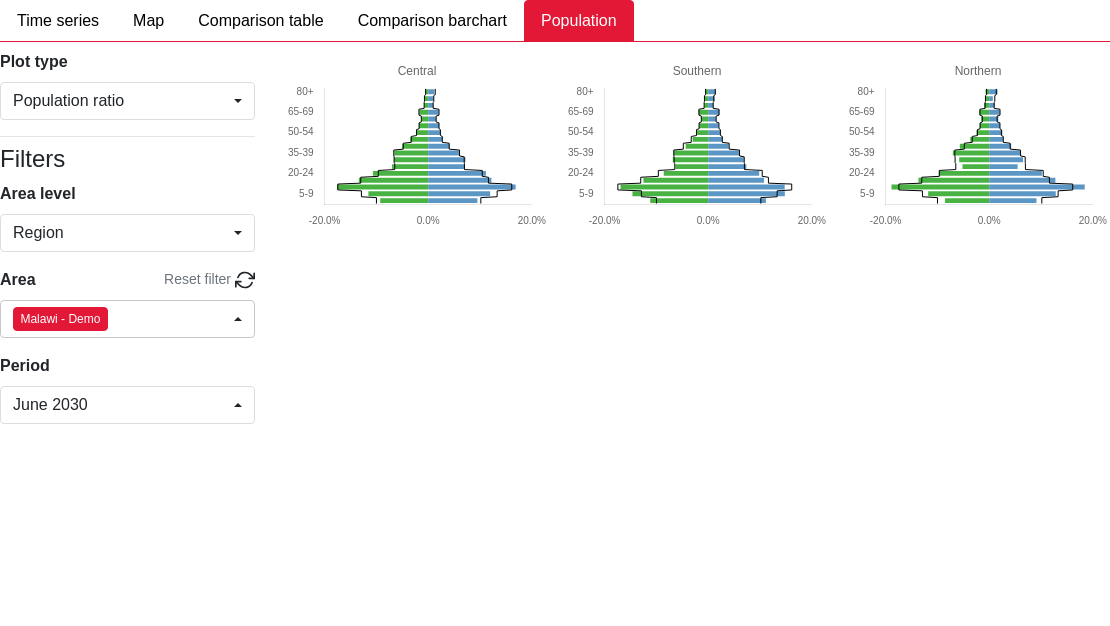 Time series Map Comparison table Comparison barchart Population
Plot type
Population ratio
Filters
Area level
Region
Area Reset filter
Malawi - Demo
Period
June 2030
Central
80+
65-69
50-54
35-39
20-24
5-9
-20.0% 0.0% 20.0%
Southern
80+
65-69
50-54
35-39
20-24
5-9
-20.0% 0.0% 20.0%
Northern
80+
65-69
50-54
35-39
20-24
5-9
-20.0% 0.0% 20.0%